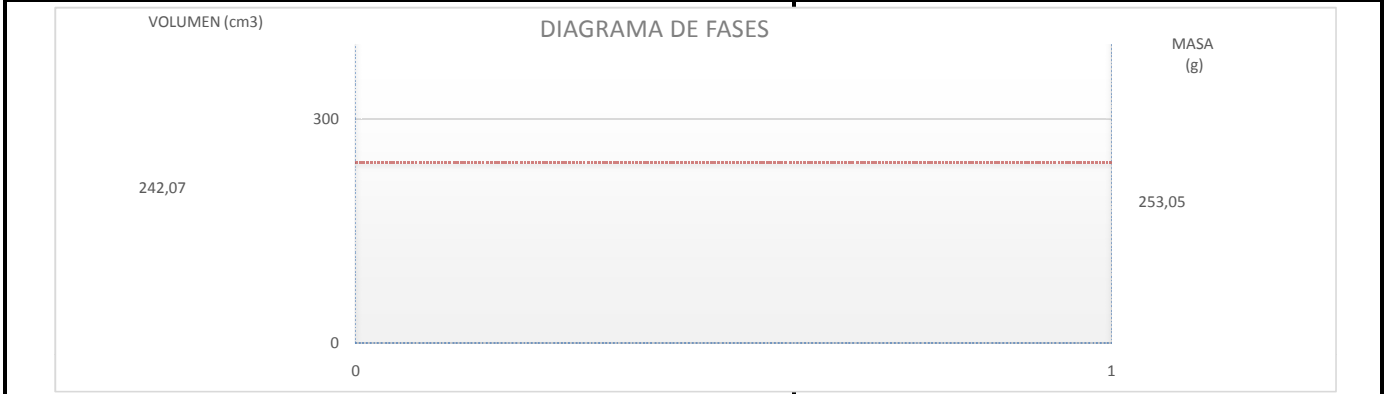 VOLUMEN (cm3)
DIAGRAMA DE FASES
MASA
(g)
300
242,07
253,05
0
0
1